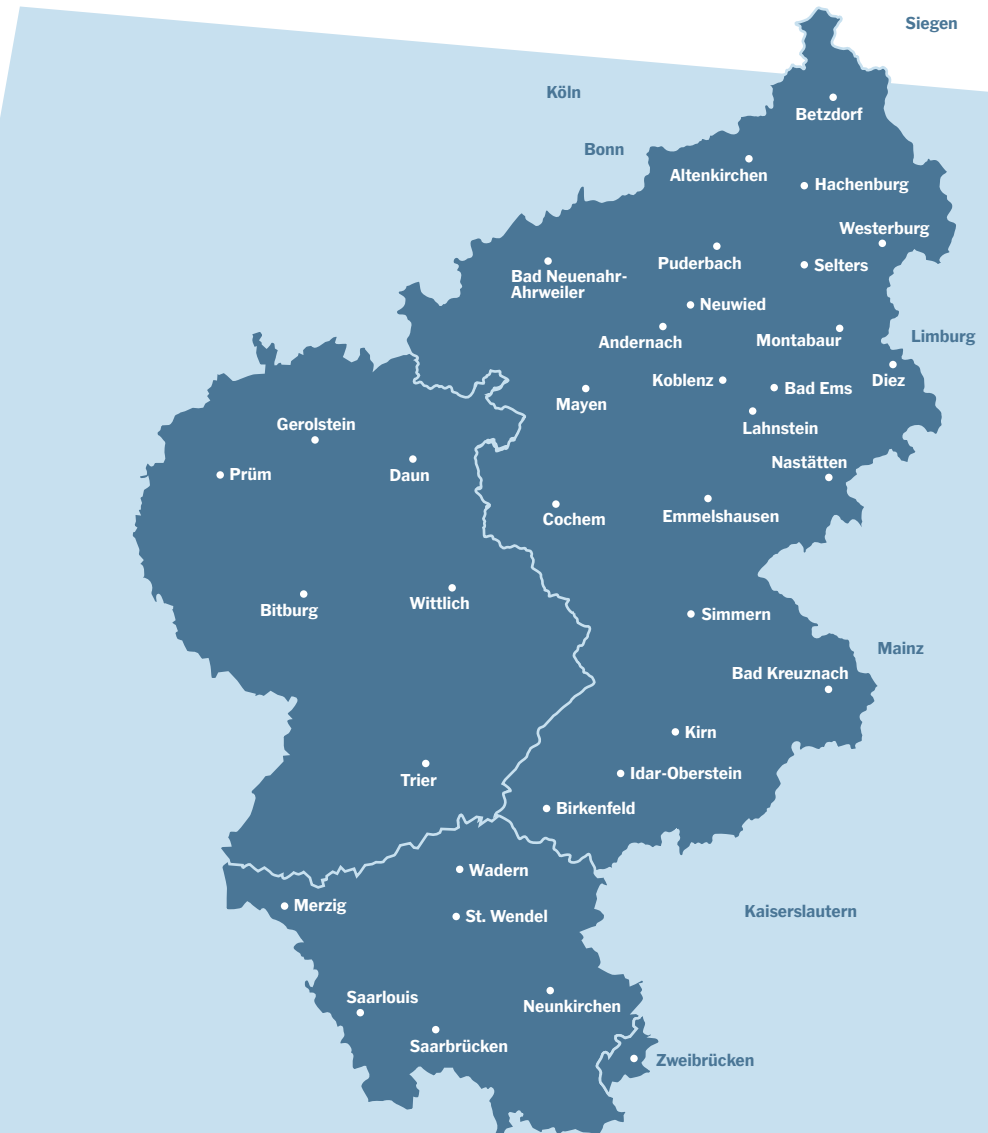 Siegen
Köln
Betzdorf
Bonn
Altenkirchen
Hachenburg
Westerburg
Puderbach
Selters
Bad Neuenahr-
Ahrweiler
Neuwied
Andernach
Montabaur
Limburg
Koblenz
Bad Ems
Diez
Mayen
Lahnstein
Gerolstein
Nastätten
Prüm
Daun
Cochem
Emmelshausen
Bitburg
Wittlich
Simmern
Mainz
Bad Kreuznach
Kirn
Trier
Idar-Oberstein
Birkenfeld
Wadern
Merzig
St. Wendel
Kaiserslautern
Saarlouis
Neunkirchen
Saarbrücken
Zweibrücken